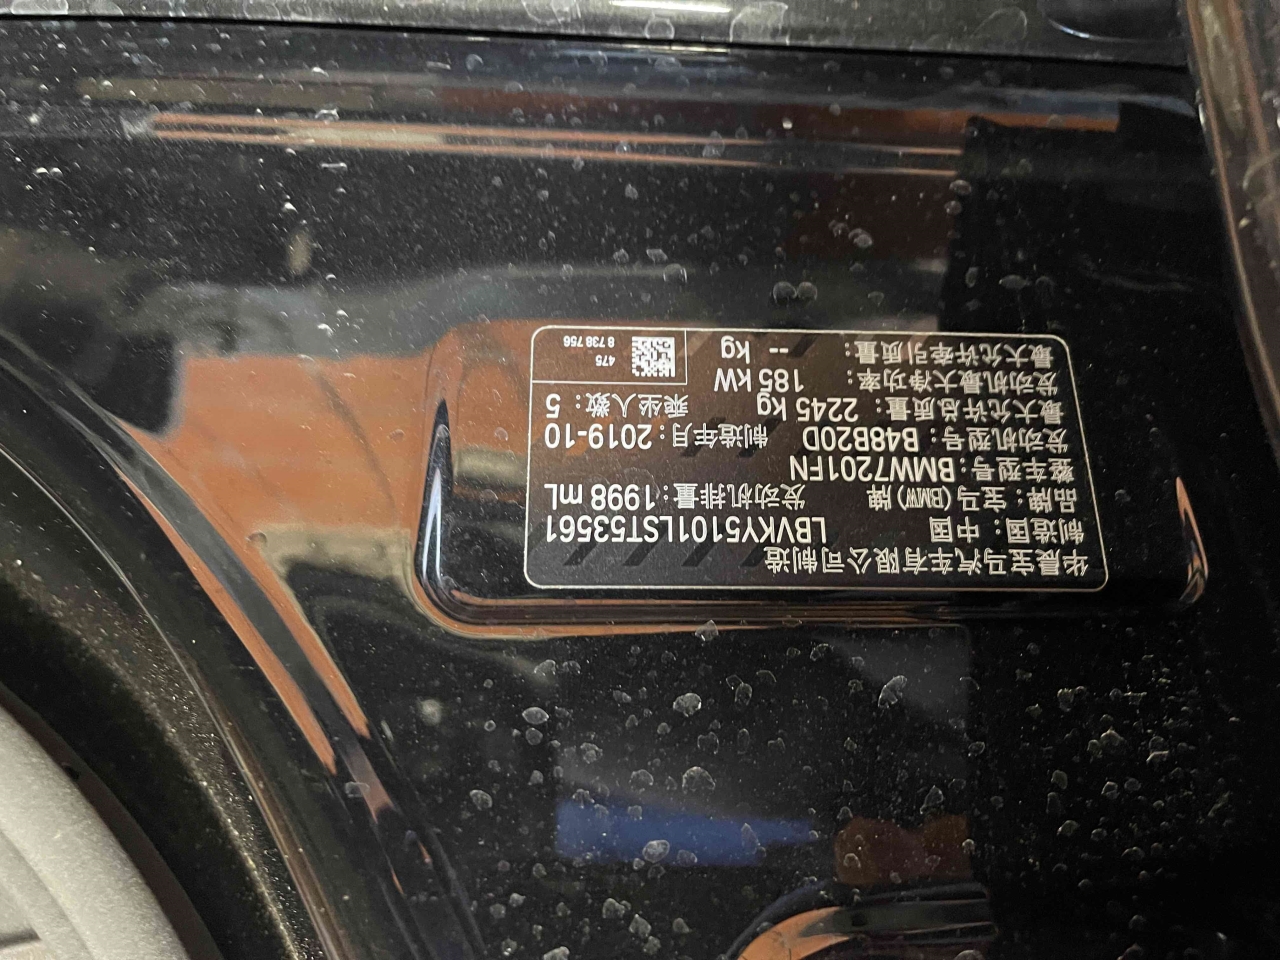 华晨宝马汽车有限公司制造
制造国：中国 LBVKY5101LST53561
品牌：宝马(BMW)牌 发动机排量：1998 mL
整车型号：BMW7201FN
发动机型号：B48B20D 制造年月：2019-10
最大允许总质量：2245 kg 乘坐人数：5
发动机最大净功率：185 kW
最大允许牵引质量：-- kg
475
8 738 756